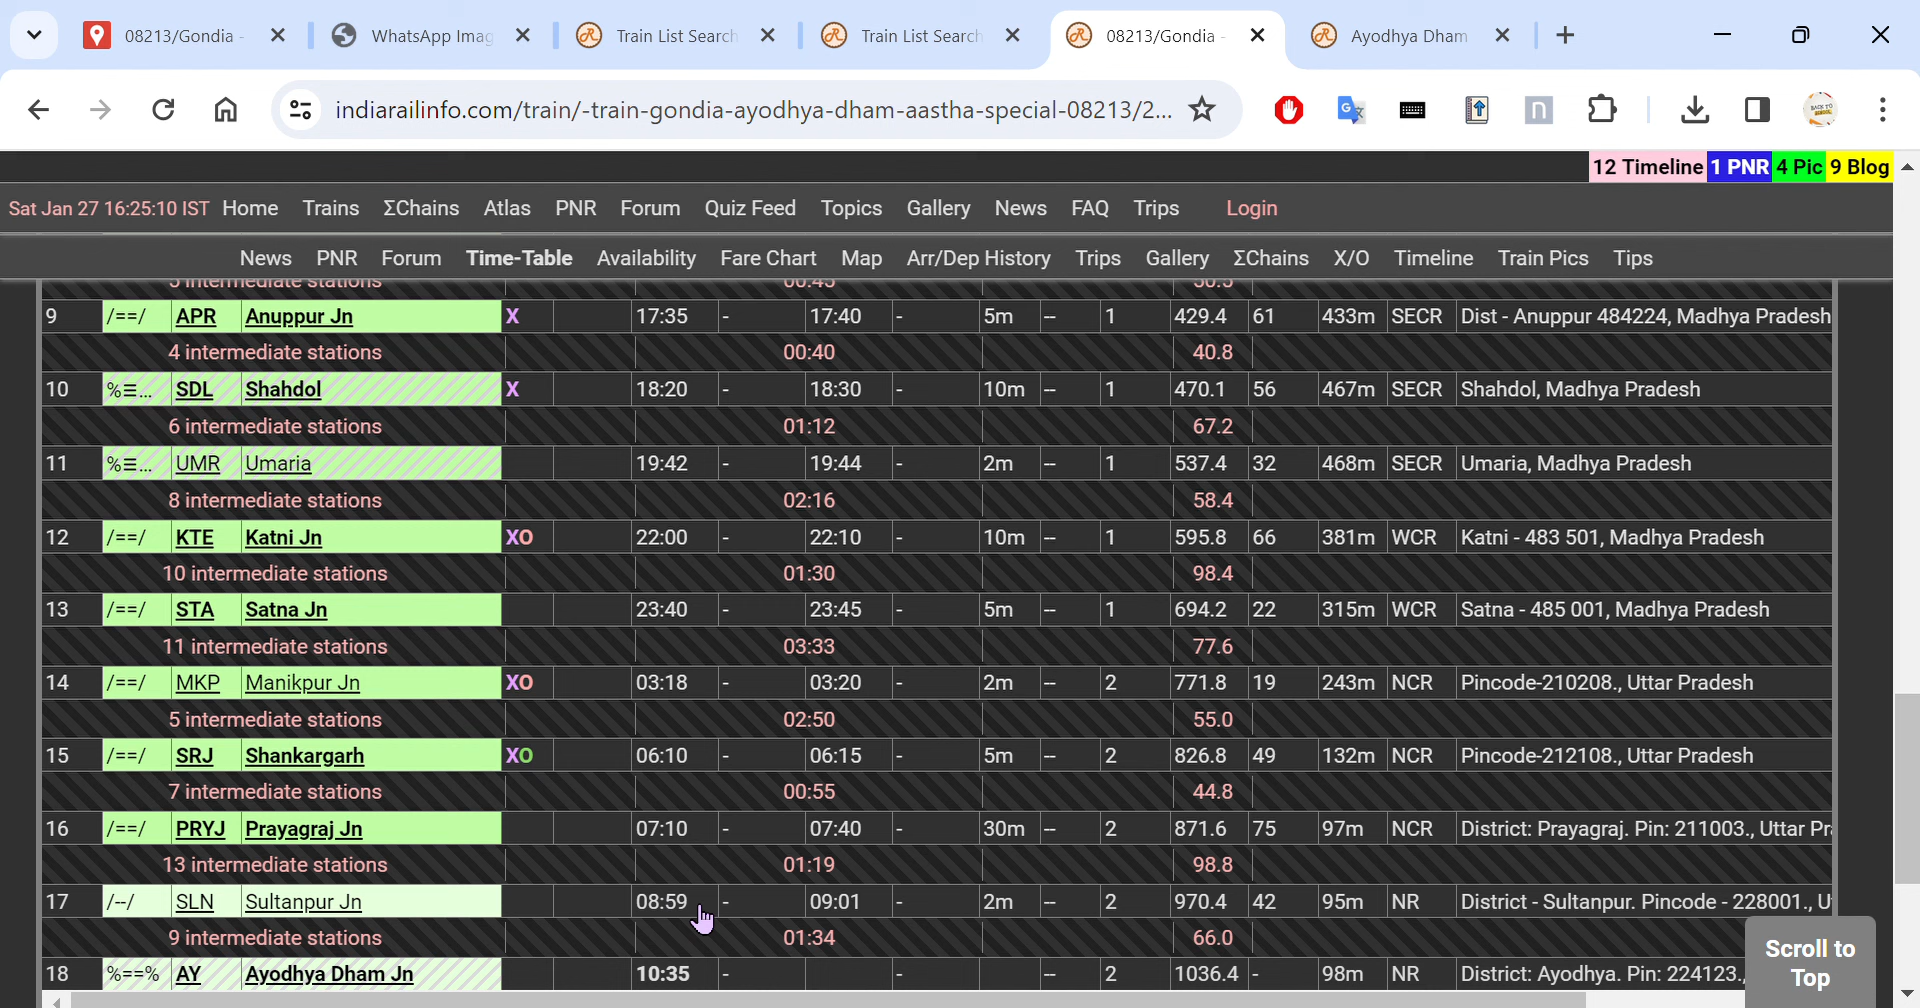 08213/Gondia - WhatsApp Imag Train List Search Train List Search 08213/Gondia - Ayodhya Dham
indiarailinfo.com/train/-train-gondia-ayodhya-dham-aastha-special-08213/2...
12 Timeline 1 PNR 4 Pic 9 Blog
Sat Jan 27 16:25:10 IST Home Trains ΣChains Atlas PNR Forum Quiz Feed Topics Gallery News FAQ Trips Login
News PNR Forum Time-Table Availability Fare Chart Map Arr/Dep History Trips Gallery ΣChains X/O Timeline Train Pics Tips
9 /==/ APR Anuppur Jn X 17:35 - 17:40 - 5m -- 1 429.4 61 433m SECR Dist - Anuppur 484224, Madhya Pradesh
4 intermediate stations 00:40 40.8
10 %☰... SDL Shahdol X 18:20 - 18:30 - 10m -- 1 470.1 56 467m SECR Shahdol, Madhya Pradesh
6 intermediate stations 01:12 67.2
11 %☰... UMR Umaria 19:42 - 19:44 - 2m -- 1 537.4 32 468m SECR Umaria, Madhya Pradesh
8 intermediate stations 02:16 58.4
12 /==/ KTE Katni Jn XO 22:00 - 22:10 - 10m -- 1 595.8 66 381m WCR Katni - 483 501, Madhya Pradesh
10 intermediate stations 01:30 98.4
13 /==/ STA Satna Jn 23:40 - 23:45 - 5m -- 1 694.2 22 315m WCR Satna - 485 001, Madhya Pradesh
11 intermediate stations 03:33 77.6
14 /==/ MKP Manikpur Jn XO 03:18 - 03:20 - 2m -- 2 771.8 19 243m NCR Pincode-210208., Uttar Pradesh
5 intermediate stations 02:50 55.0
15 /==/ SRJ Shankargarh XO 06:10 - 06:15 - 5m -- 2 826.8 49 132m NCR Pincode-212108., Uttar Pradesh
7 intermediate stations 00:55 44.8
16 /==/ PRYJ Prayagraj Jn 07:10 - 07:40 - 30m -- 2 871.6 75 97m NCR District: Prayagraj. Pin: 211003., Uttar Pr
13 intermediate stations 01:19 98.8
17 /--/ SLN Sultanpur Jn 08:59 - 09:01 - 2m -- 2 970.4 42 95m NR District - Sultanpur. Pincode - 228001., U
9 intermediate stations 01:34 66.0
18 %==% AY Ayodhya Dham Jn 10:35 - - -- 2 1036.4 - 98m NR District: Ayodhya. Pin: 224123.,
Scroll to
Top